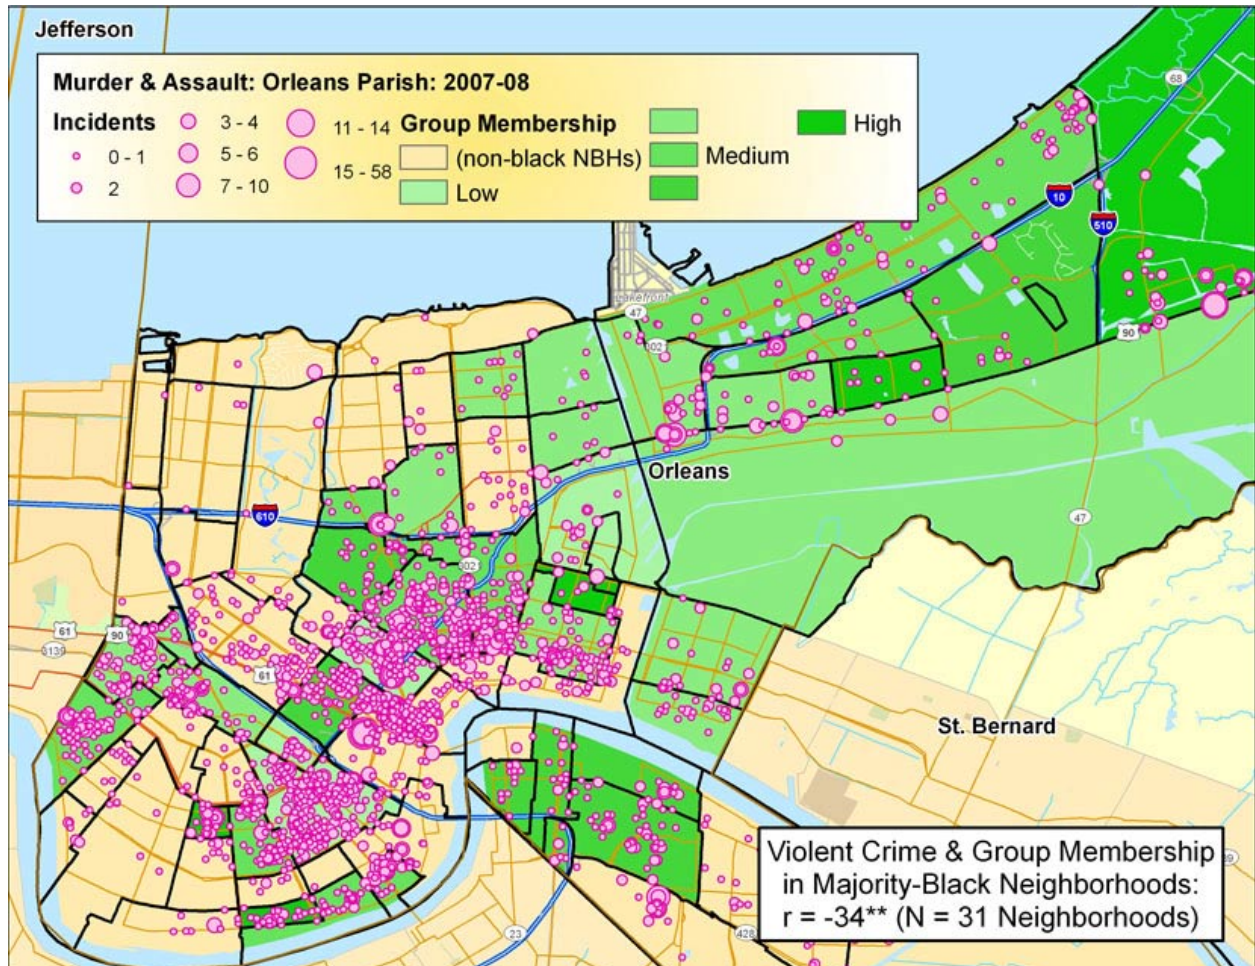 Jefferson
Murder & Assault: Orleans Parish: 2007-08
Incidents
0 - 1
2
3 - 4
5 - 6
7 - 10
11 - 14
15 - 58
Group Membership
(non-black NBHs)
Low
Medium
High
68
10
510
Lakefront
47
90
Orleans
610
47
61
90
3139
61
St. Bernard
23
428
Violent Crime & Group Membership
in Majority-Black Neighborhoods:
r = -34** (N = 31 Neighborhoods)